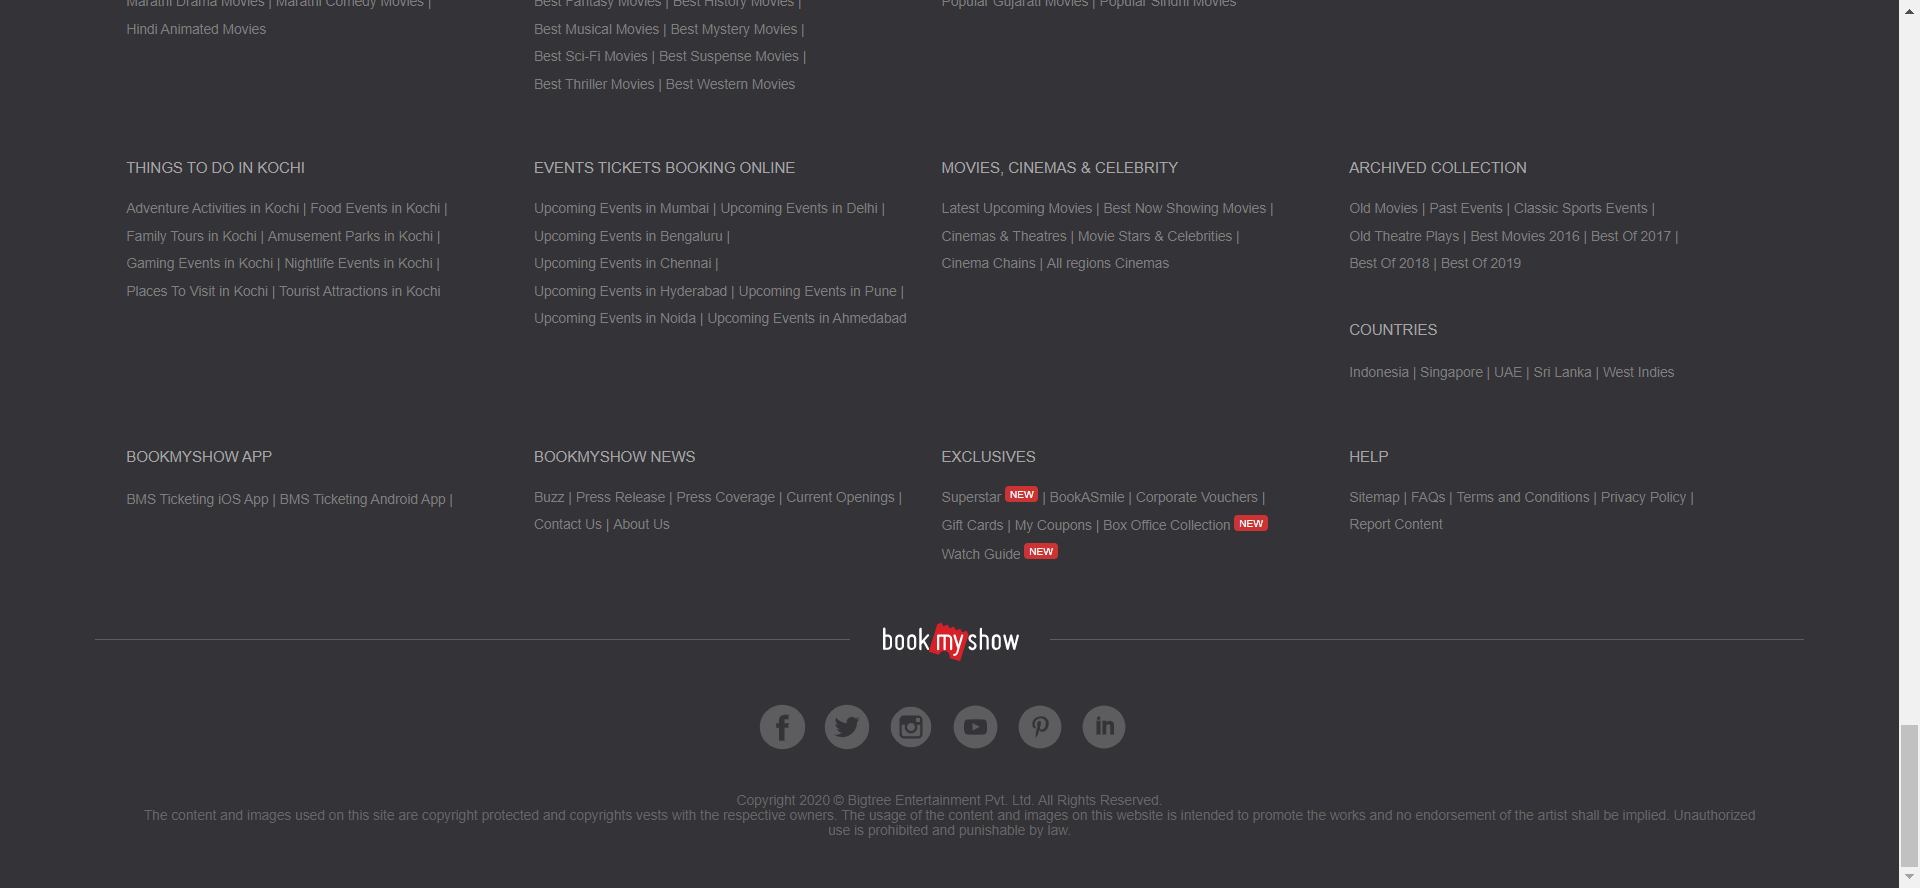 Marathi Drama Movies | Marathi Comedy Movies |
Hindi Animated Movies
Best Fantasy Movies | Best History Movies |
Best Musical Movies | Best Mystery Movies |
Best Sci-Fi Movies | Best Suspense Movies |
Best Thriller Movies | Best Western Movies
Popular Gujarati Movies | Popular Sindhi Movies
THINGS TO DO IN KOCHI
Adventure Activities in Kochi | Food Events in Kochi |
Family Tours in Kochi | Amusement Parks in Kochi |
Gaming Events in Kochi | Nightlife Events in Kochi |
Places To Visit in Kochi | Tourist Attractions in Kochi
EVENTS TICKETS BOOKING ONLINE
Upcoming Events in Mumbai | Upcoming Events in Delhi |
Upcoming Events in Bengaluru |
Upcoming Events in Chennai |
Upcoming Events in Hyderabad | Upcoming Events in Pune |
Upcoming Events in Noida | Upcoming Events in Ahmedabad
MOVIES, CINEMAS & CELEBRITY
Latest Upcoming Movies | Best Now Showing Movies |
Cinemas & Theatres | Movie Stars & Celebrities |
Cinema Chains | All regions Cinemas
ARCHIVED COLLECTION
Old Movies | Past Events | Classic Sports Events |
Old Theatre Plays | Best Movies 2016 | Best Of 2017 |
Best Of 2018 | Best Of 2019
COUNTRIES
Indonesia | Singapore | UAE | Sri Lanka | West Indies
BOOKMYSHOW APP
BMS Ticketing iOS App | BMS Ticketing Android App |
BOOKMYSHOW NEWS
Buzz | Press Release | Press Coverage | Current Openings |
Contact Us | About Us
EXCLUSIVES
Superstar NEW | BookASmile | Corporate Vouchers |
Gift Cards | My Coupons | Box Office Collection NEW
Watch Guide NEW
HELP
Sitemap | FAQs | Terms and Conditions | Privacy Policy |
Report Content
book my show
Copyright 2020 © Bigtree Entertainment Pvt. Ltd. All Rights Reserved.
The content and images used on this site are copyright protected and copyrights vests with the respective owners. The usage of the content and images on this website is intended to promote the works and no endorsement of the artist shall be implied. Unauthorized
use is prohibited and punishable by law.